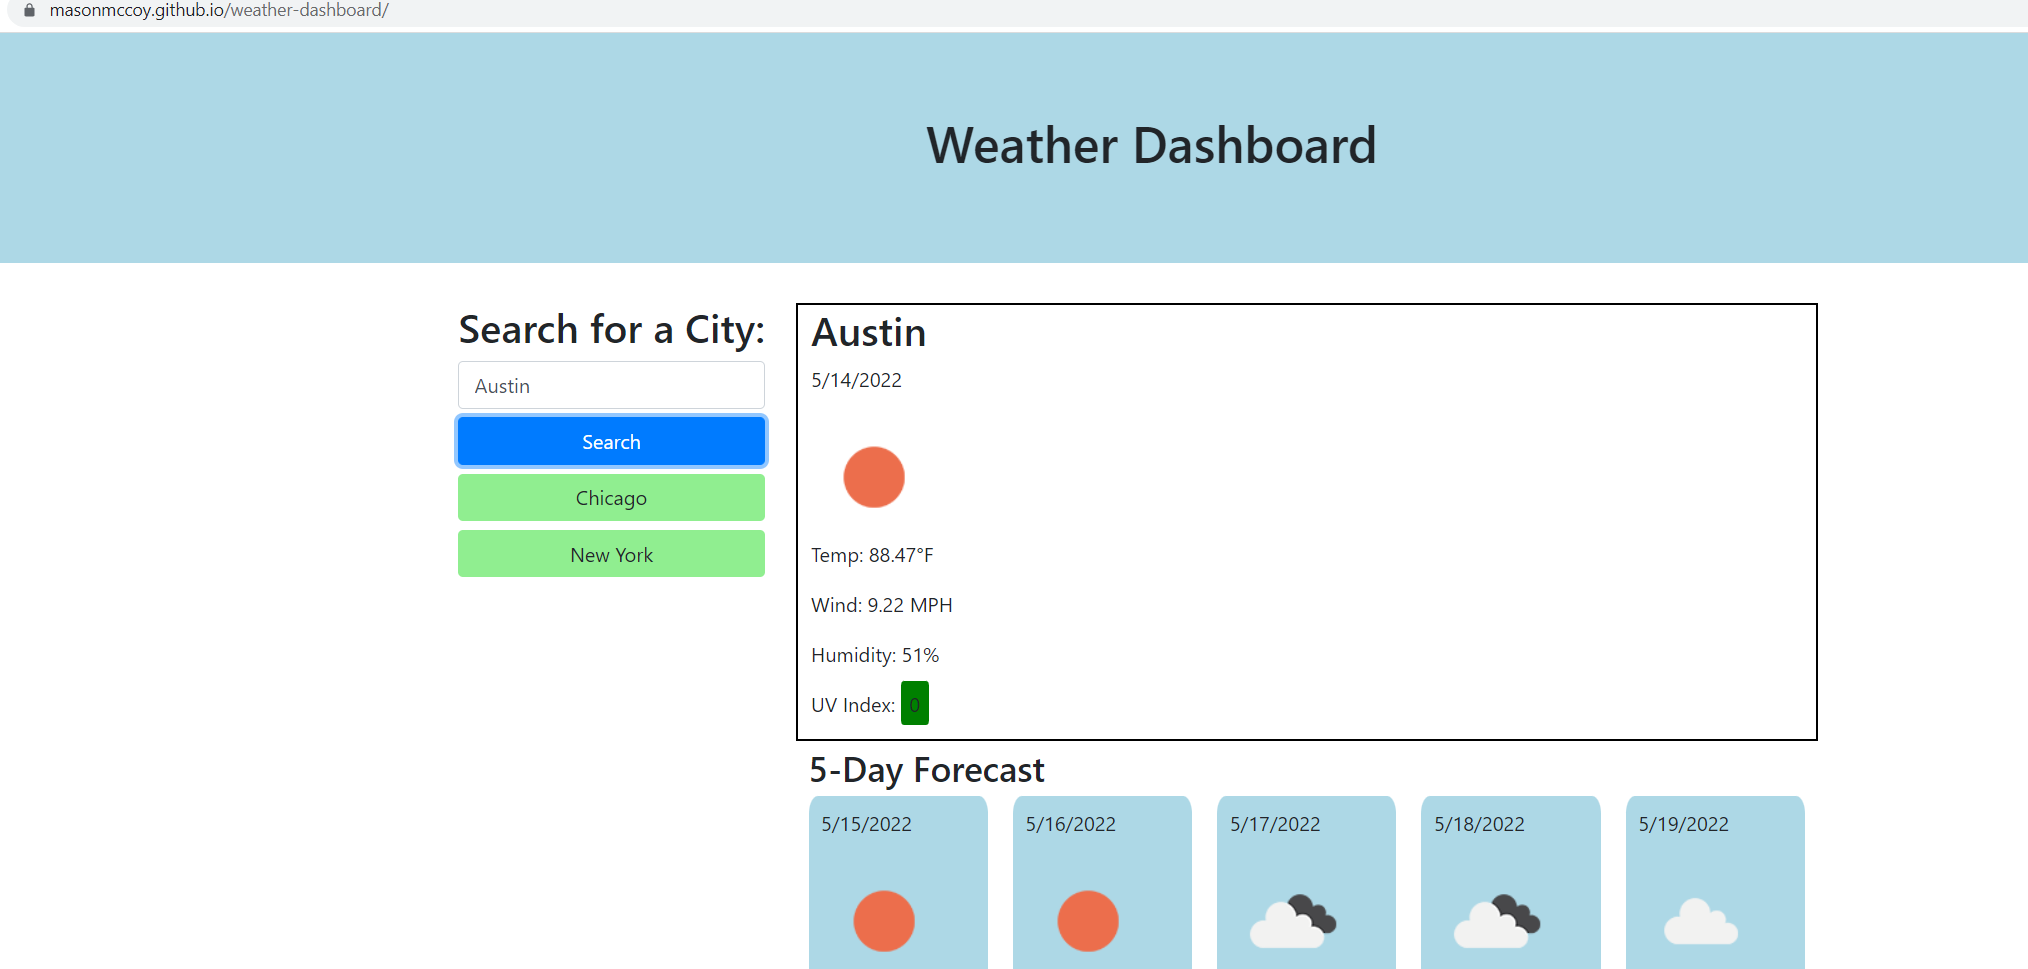 masonmccoy.github.io/weather-dashboard/
Weather Dashboard
Search for a City:
Austin
Search
Chicago
New York
Austin
5/14/2022
Temp: 88.47°F
Wind: 9.22 MPH
Humidity: 51%
UV Index: 0
5-Day Forecast
5/15/2022
5/16/2022
5/17/2022
5/18/2022
5/19/2022